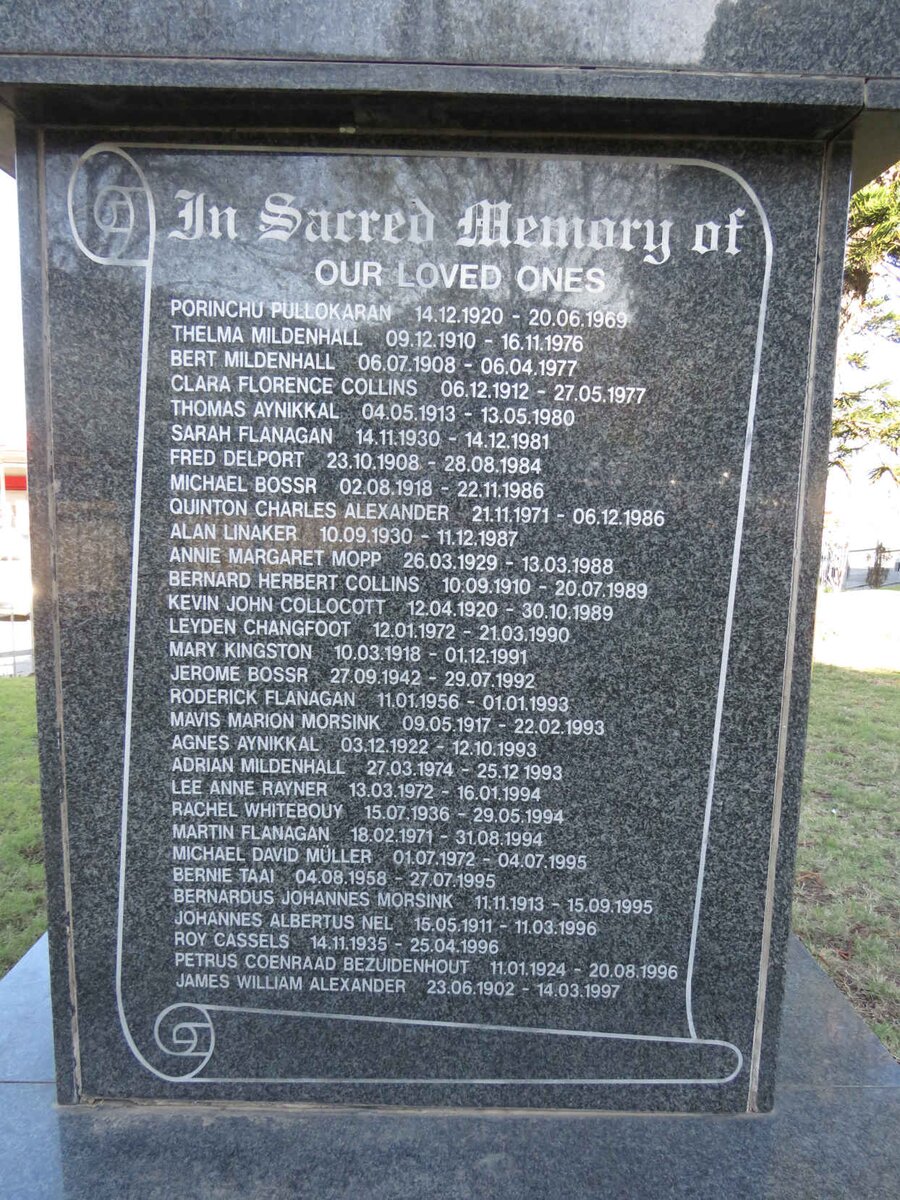 In Sacred Memory of
OUR LOVED ONES
PORINCHU PULLOKARAN 14.12.1920 - 20.06.1969
THELMA MILDENHALL 09.12.1910 - 16.11.1976
BERT MILDENHALL 06.07.1908 - 06.04.1977
CLARA FLORENCE COLLINS 06.12.1912 - 27.05.1977
THOMAS AYNIKKAL 04.05.1913 - 13.05.1980
SARAH FLANAGAN 14.11.1930 - 14.12.1981
FRED DELPORT 23.10.1908 - 28.08.1984
MICHAEL BOSSR 02.08.1918 - 22.11.1986
QUINTON CHARLES ALEXANDER 21.11.1971 - 06.12.1986
ALAN LINAKER 10.09.1930 - 11.12.1987
ANNIE MARGARET MOPP 26.03.1929 - 13.03.1988
BERNARD HERBERT COLLINS 10.09.1910 - 20.07.1989
KEVIN JOHN COLLOCOTT 12.04.1920 - 30.10.1989
LEYDEN CHANGFOOT 12.01.1972 - 21.03.1990
MARY KINGSTON 10.03.1918 - 01.12.1991
JEROME BOSSR 27.09.1942 - 29.07.1992
RODERICK FLANAGAN 11.01.1956 - 01.01.1993
MAVIS MARION MORSINK 09.05.1917 - 22.02.1993
AGNES AYNIKKAL 03.12.1922 - 12.10.1993
ADRIAN MILDENHALL 27.03.1974 - 25.12 1993
LEE ANNE RAYNER 13.03.1972 - 16.01.1994
RACHEL WHITEBOUY 15.07.1936 - 29.05.1994
MARTIN FLANAGAN 18.02.1971 - 31.08.1994
MICHAEL DAVID MÜLLER 01.07.1972 - 04.07.1995
BERNIE TAAI 04.08.1958 - 27.07.1995
BERNARDUS JOHANNES MORSINK 11.11.1913 - 15.09.1995
JOHANNES ALBERTUS NEL 15.05.1911 - 11.03.1996
ROY CASSELS 14.11.1935 - 25.04.1996
PETRUS COENRAAD BEZUIDENHOUT 11.01.1924 - 20.08.1996
JAMES WILLIAM ALEXANDER 23.06.1902 - 14.03.1997